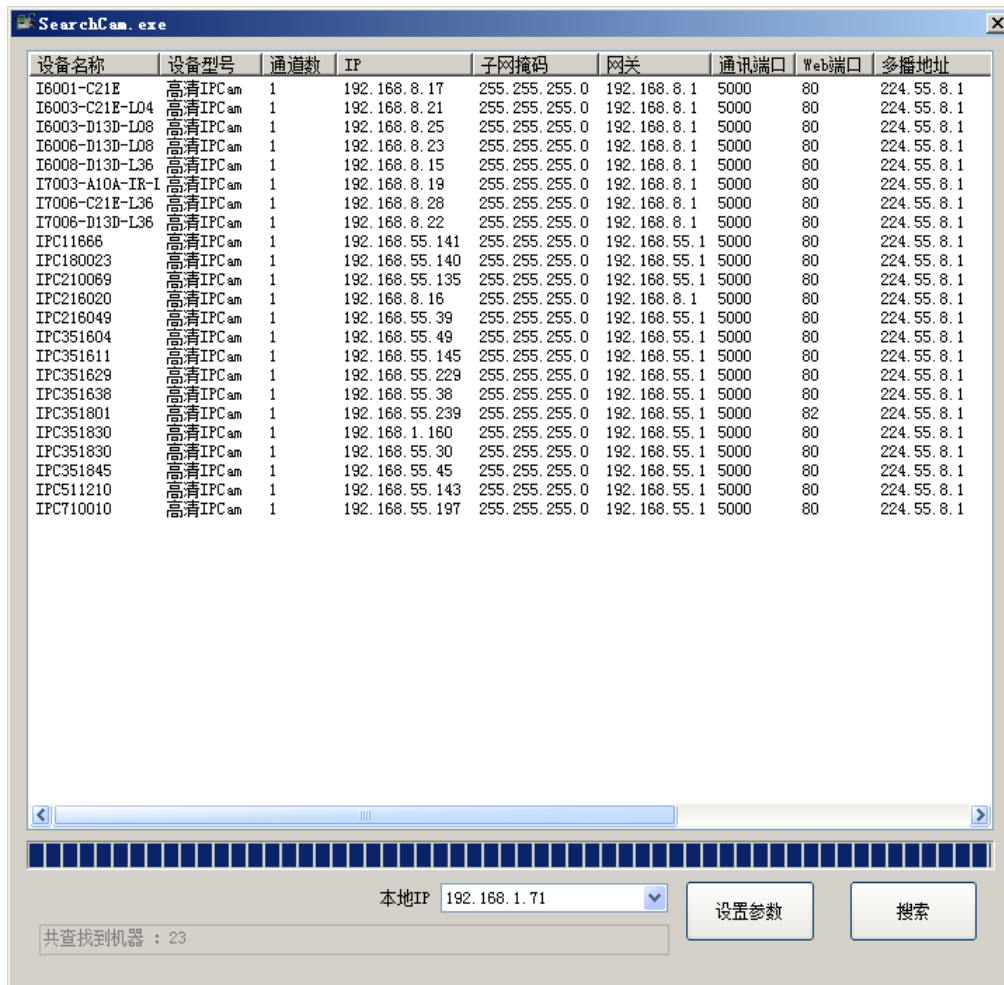 SearchCam.exe
设备名称 设备型号 通道数 IP 子网掩码 网关 通讯端口 Web端口 多播地址
I6001-C21E 高清IPCam 1 192.168.8.17 255.255.255.0 192.168.8.1 5000 80 224.55.8.1
I6003-C21E-L04 高清IPCam 1 192.168.8.21 255.255.255.0 192.168.8.1 5000 80 224.55.8.1
I6003-D13D-L08 高清IPCam 1 192.168.8.25 255.255.255.0 192.168.8.1 5000 80 224.55.8.1
I6006-D13D-L08 高清IPCam 1 192.168.8.23 255.255.255.0 192.168.8.1 5000 80 224.55.8.1
I6008-D13D-L36 高清IPCam 1 192.168.8.15 255.255.255.0 192.168.8.1 5000 80 224.55.8.1
I7003-A10A-IR-I 高清IPCam 1 192.168.8.19 255.255.255.0 192.168.8.1 5000 80 224.55.8.1
I7006-C21E-L36 高清IPCam 1 192.168.8.28 255.255.255.0 192.168.8.1 5000 80 224.55.8.1
I7006-D13D-L36 高清IPCam 1 192.168.8.22 255.255.255.0 192.168.8.1 5000 80 224.55.8.1
IPC11666 高清IPCam 1 192.168.55.141 255.255.255.0 192.168.55.1 5000 80 224.55.8.1
IPC180023 高清IPCam 1 192.168.55.140 255.255.255.0 192.168.55.1 5000 80 224.55.8.1
IPC210069 高清IPCam 1 192.168.55.135 255.255.255.0 192.168.55.1 5000 80 224.55.8.1
IPC216020 高清IPCam 1 192.168.8.16 255.255.255.0 192.168.8.1 5000 80 224.55.8.1
IPC216049 高清IPCam 1 192.168.55.39 255.255.255.0 192.168.55.1 5000 80 224.55.8.1
IPC351604 高清IPCam 1 192.168.55.49 255.255.255.0 192.168.55.1 5000 80 224.55.8.1
IPC351611 高清IPCam 1 192.168.55.145 255.255.255.0 192.168.55.1 5000 80 224.55.8.1
IPC351629 高清IPCam 1 192.168.55.229 255.255.255.0 192.168.55.1 5000 80 224.55.8.1
IPC351638 高清IPCam 1 192.168.55.38 255.255.255.0 192.168.55.1 5000 80 224.55.8.1
IPC351801 高清IPCam 1 192.168.55.239 255.255.255.0 192.168.55.1 5000 82 224.55.8.1
IPC351830 高清IPCam 1 192.168.1.160 255.255.255.0 192.168.55.1 5000 80 224.55.8.1
IPC351830 高清IPCam 1 192.168.55.30 255.255.255.0 192.168.55.1 5000 80 224.55.8.1
IPC351845 高清IPCam 1 192.168.55.45 255.255.255.0 192.168.55.1 5000 80 224.55.8.1
IPC511210 高清IPCam 1 192.168.55.143 255.255.255.0 192.168.55.1 5000 80 224.55.8.1
IPC710010 高清IPCam 1 192.168.55.197 255.255.255.0 192.168.55.1 5000 80 224.55.8.1
本地IP 192.168.1.71 设置参数 搜索
共查找到机器 : 23